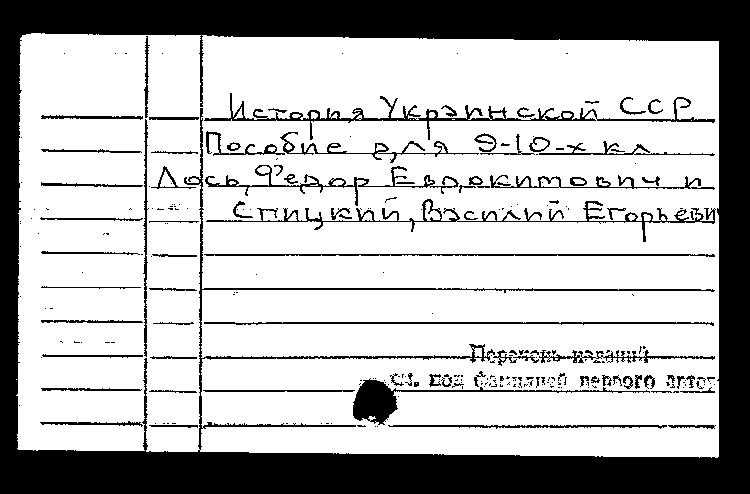 История Украинской ССР
Пособие для 9-10-х кл.
Лось, Федор Евдокимович и
Спицкий, Василий Егорьевич
Перечень изданий
см. под фамилией первого автор